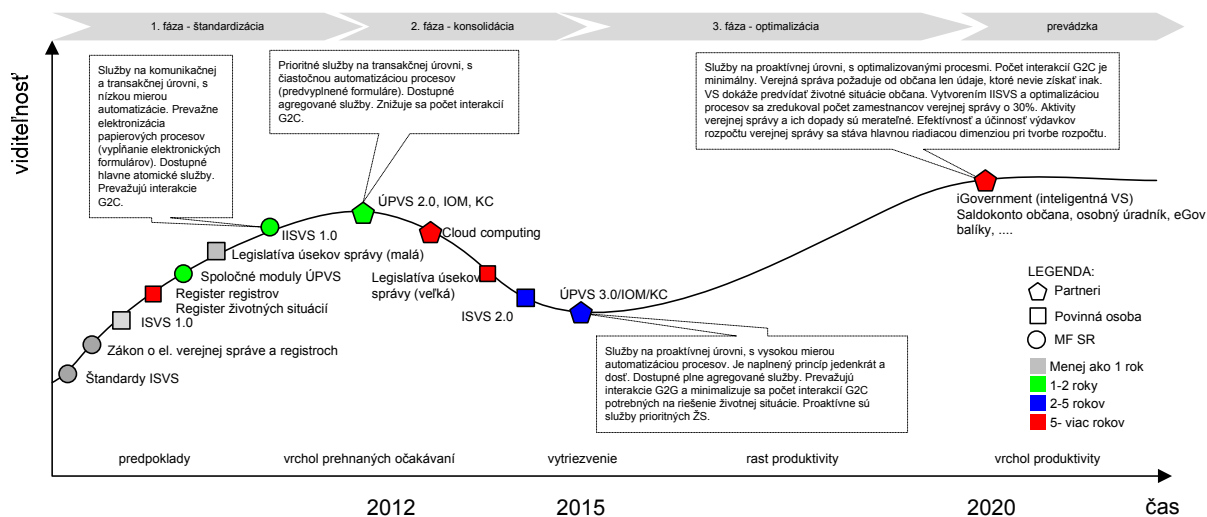 1. fáza - štandardizácia
2. fáza - konsolidácia
3. fáza - optimalizácia
prevádzka
viditeľnosť
Služby na komunikačnej
a transakčnej úrovni, s
nízkou mierou
automatizácie. Prevažne
elektronizácia
papierových procesov
(vypĺňanie elektronických
formulárov). Dostupné
hlavne atomické služby.
Prevažujú interakcie
G2C.
Prioritné služby na transakčnej úrovni, s
čiastočnou automatizáciou procesov
(predvyplnené formuláre). Dostupné
agregované služby. Znižuje sa počet interakcií
G2C.
Služby na proaktívnej úrovni, s optimalizovanými procesmi. Počet interakcií G2C je
minimálny. Verejná správa požaduje od občana len údaje, ktoré nevie získať inak.
VS dokáže predvídať životné situácie občana. Vytvorením IISVS a optimalizáciou
procesov sa zredukoval počet zamestnancov verejnej správy o 30%. Aktivity
verejnej správy a ich dopady sú merateľné. Efektívnosť a účinnosť výdavkov
rozpočtu verejnej správy sa stáva hlavnou riadiacou dimenziou pri tvorbe rozpočtu.
ÚPVS 2.0, IOM, KC
IISVS 1.0
Cloud computing
Legislatíva úsekov správy (malá)
Spoločné moduly ÚPVS
Legislatíva úsekov
správy (veľká)
Register registrov
Register životných situácií
ÚPVS 3.0/IOM/KC
ISVS 1.0
ISVS 2.0
Zákon o el. verejnej správe a registroch
Štandardy ISVS
iGovernment (inteligentná VS)
Saldokonto občana, osobný úradník, eGov
balíky, ....
Služby na proaktívnej úrovni, s vysokou mierou
automatizáciou procesov. Je naplnený princíp jedenkrát a
dosť. Dostupné plne agregované služby. Prevažujú
interakcie G2G a minimalizuje sa počet interakcií G2C
potrebných na riešenie životnej situácie. Proaktívne sú
služby prioritných ŽS.
LEGENDA:
Partneri
Povinná osoba
MF SR
Menej ako 1 rok
1-2 roky
2-5 rokov
5- viac rokov
predpoklady
vrchol prehnaných očakávaní
vytriezvenie
rast produktivity
vrchol produktivity
2012
2015
2020
čas